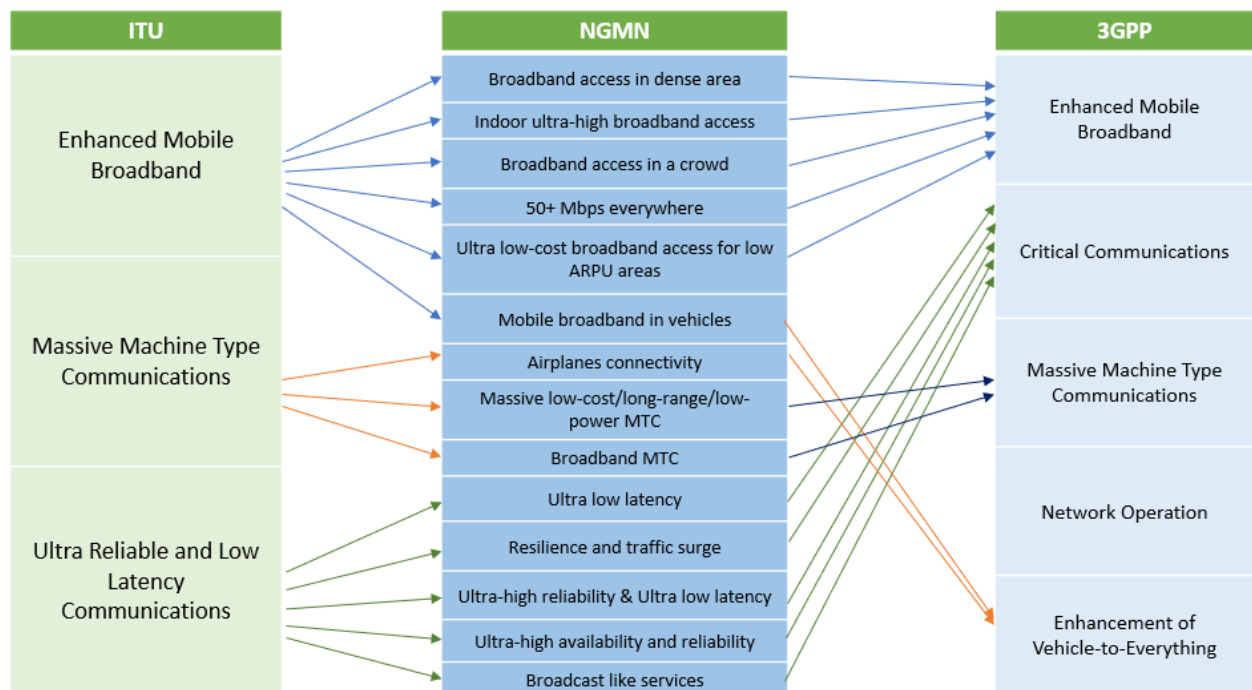 ITU
Enhanced Mobile
Broadband
Massive Machine Type
Communications
Ultra Reliable and Low
Latency
Communications
NGMN
Broadband access in dense area
Indoor ultra-high broadband access
Broadband access in a crowd
50+ Mbps everywhere
Ultra low-cost broadband access for low
ARPU areas
Mobile broadband in vehicles
Airplanes connectivity
Massive low-cost/long-range/low-
power MTC
Broadband MTC
Ultra low latency
Resilience and traffic surge
Ultra-high reliability & Ultra low latency
Ultra-high availability and reliability
Broadcast like services
3GPP
Enhanced Mobile
Broadband
Critical Communications
Massive Machine Type
Communications
Network Operation
Enhancement of
Vehicle-to-Everything